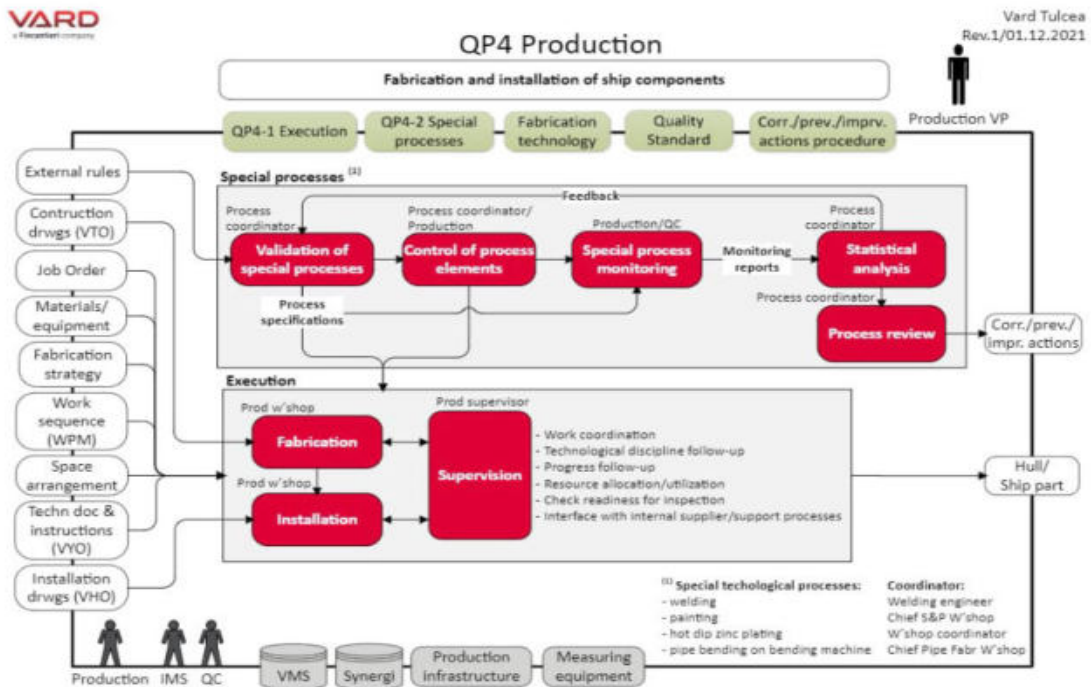 VARD
a Fincantieri company
Vard Tulcea
Rev.1/01.12.2021
QP4 Production
Fabrication and installation of ship components
Production VP
QP4-1 Execution
QP4-2 Special
processes
Fabrication
technology
Quality
Standard
Corr./prev./imprv.
actions procedure
External rules
Contruction
drwgs (VTO)
Job Order
Materials/
equipment
Fabrication
strategy
Work
sequence
(WPM)
Space
arrangement
Techn doc &
instructions
(VYO)
Installation
drwgs (VHO)
Special processes (1)
Feedback
Process
coordinator
Validation of
special processes
Process coordinator/
Production
Control of process
elements
Production/QC
Special process
monitoring
Monitoring
reports
Process
coordinator
Statistical
analysis
Process
specifications
Process coordinator
Process review
Corr./prev./
impr. actions
Execution
Prod w'shop
Fabrication
Prod w'shop
Installation
Prod supervisor
Supervision
- Work coordination
- Technological discipline follow-up
- Progress follow-up
- Resource allocation/utilization
- Check readiness for inspection
- Interface with internal supplier/support processes
Hull/
Ship part
(1) Special techological processes:
- welding
- painting
- hot dip zinc plating
- pipe bending on bending machine
Coordinator:
Welding engineer
Chief S&P W'shop
W'shop coordinator
Chief Pipe Fabr W'shop
Production
IMS
QC
VMS
Synergi
Production
infrastructure
Measuring
equipment